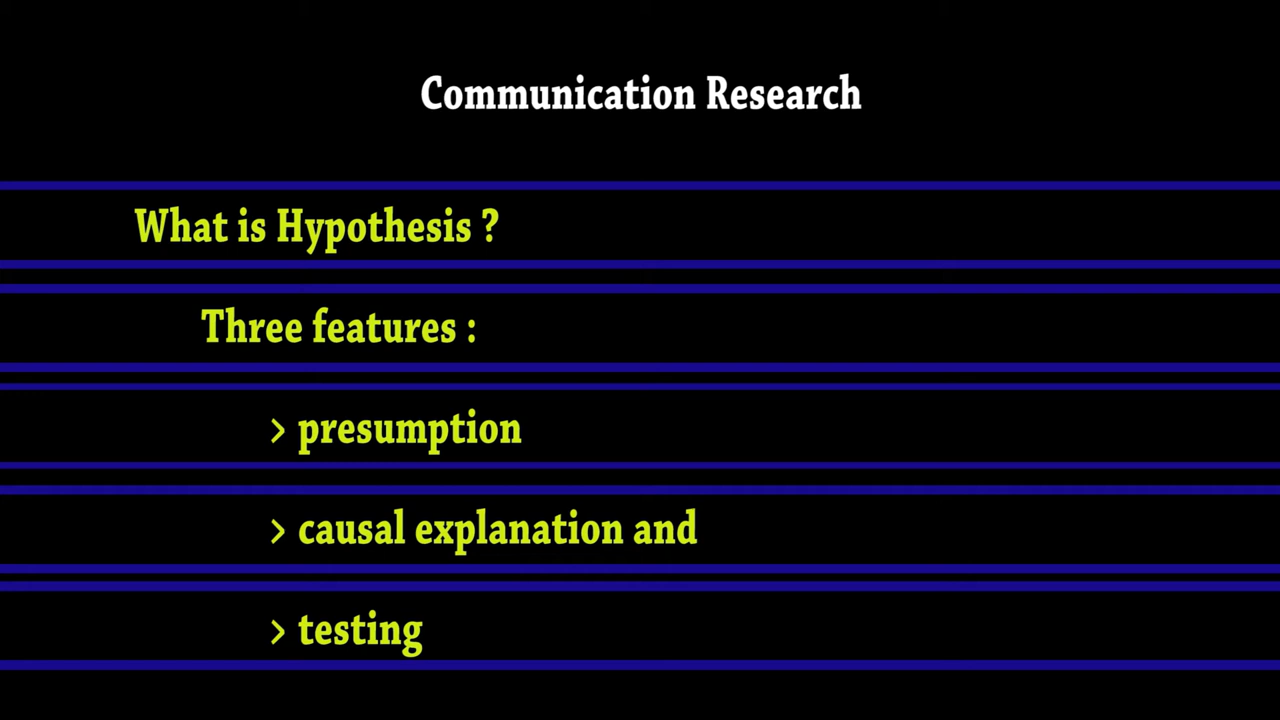 Communication Research
What is Hypothesis ?
Three features :
> presumption
> causal explanation and
> testing